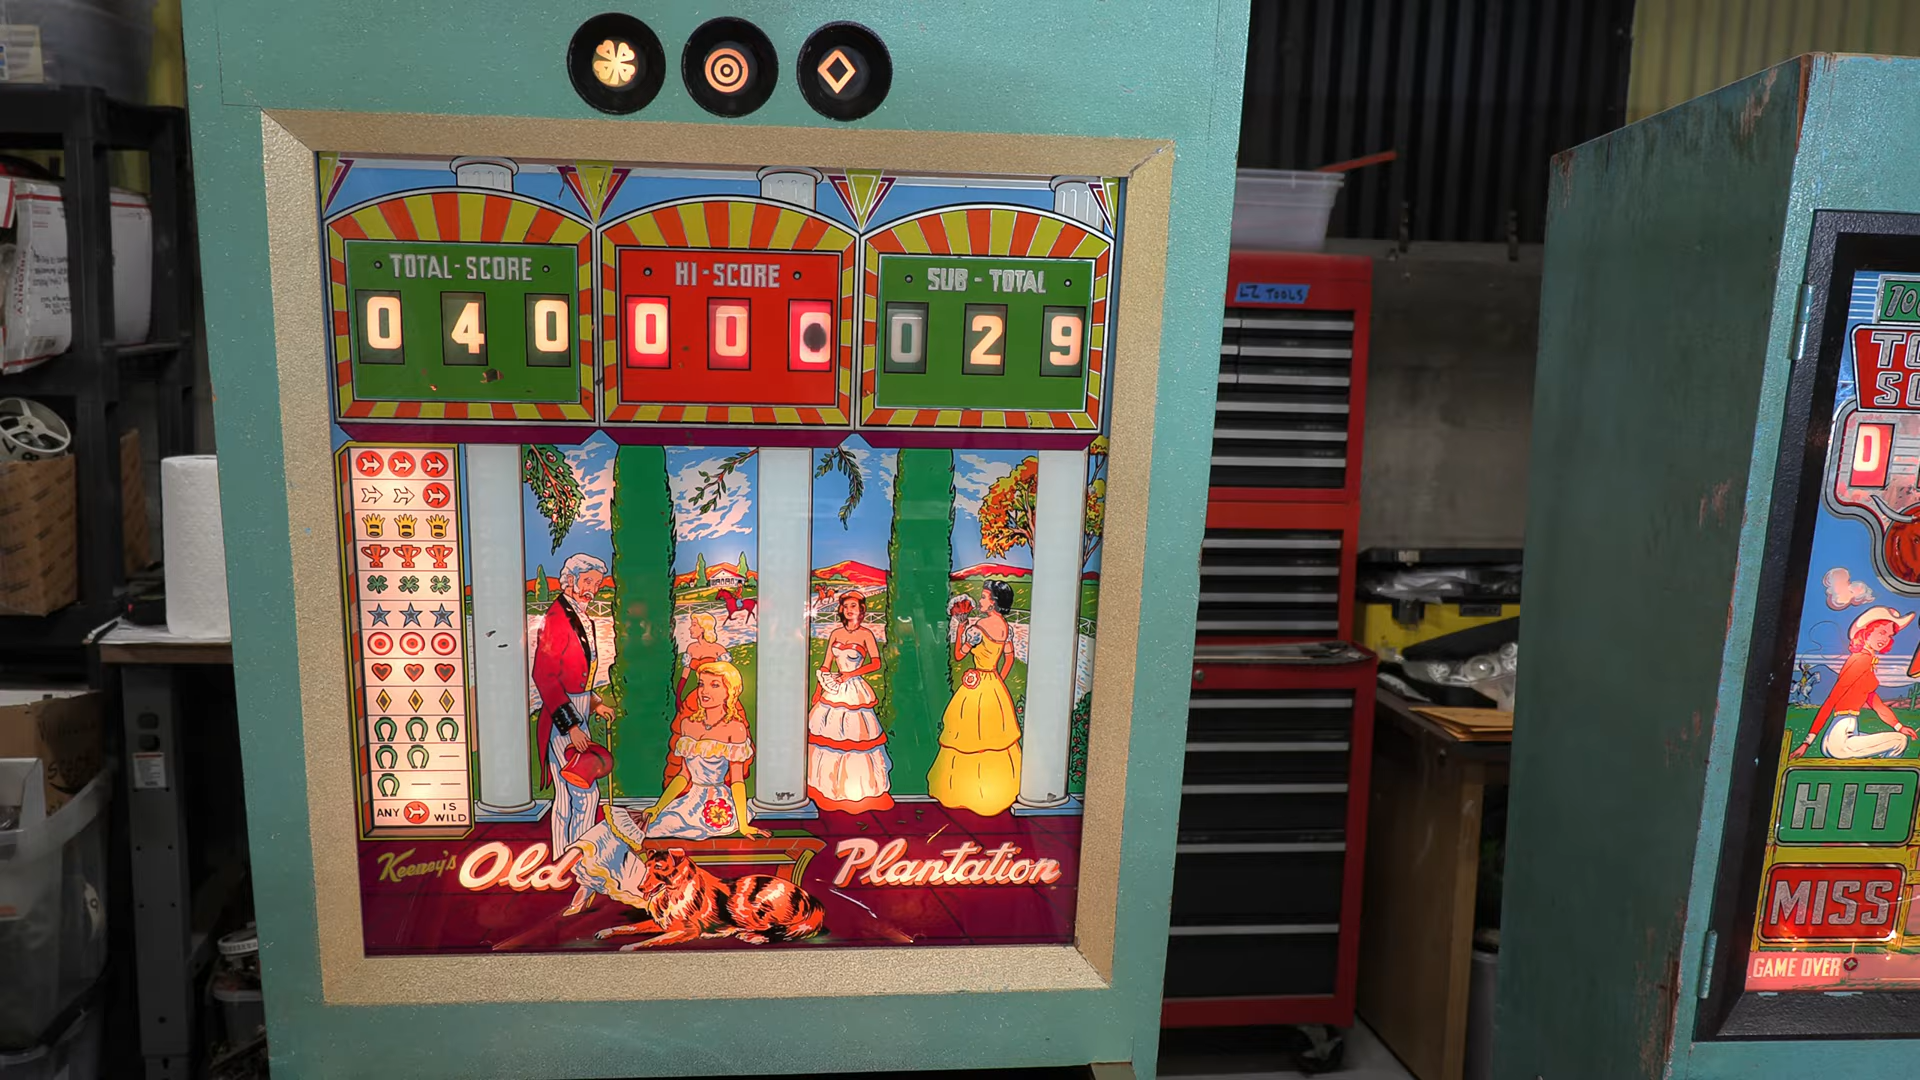 TOTAL-SCORE
HI-SCORE
SUB-TOTAL
0 4 0
0 0 0
0 2 9
ANY IS WILD
Keeney's Old Plantation
LZ TOOLS
0
HIT
MISS
GAME OVER